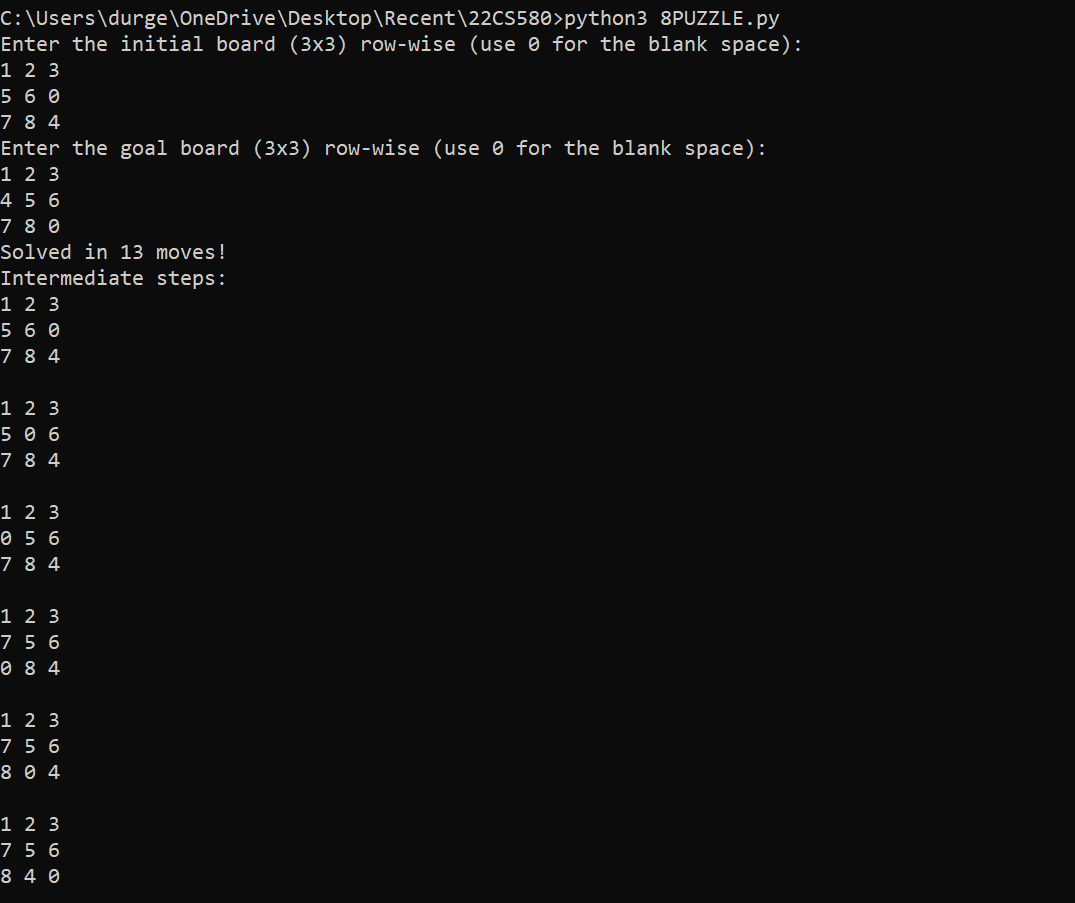 C:\Users\durge\OneDrive\Desktop\Recent\22CS580>python3 8PUZZLE.py
Enter the initial board (3x3) row-wise (use 0 for the blank space):
1 2 3
5 6 0
7 8 4
Enter the goal board (3x3) row-wise (use 0 for the blank space):
1 2 3
4 5 6
7 8 0
Solved in 13 moves!
Intermediate steps:
1 2 3
5 6 0
7 8 4

1 2 3
5 0 6
7 8 4

1 2 3
0 5 6
7 8 4

1 2 3
7 5 6
0 8 4

1 2 3
7 5 6
8 0 4

1 2 3
7 5 6
8 4 0